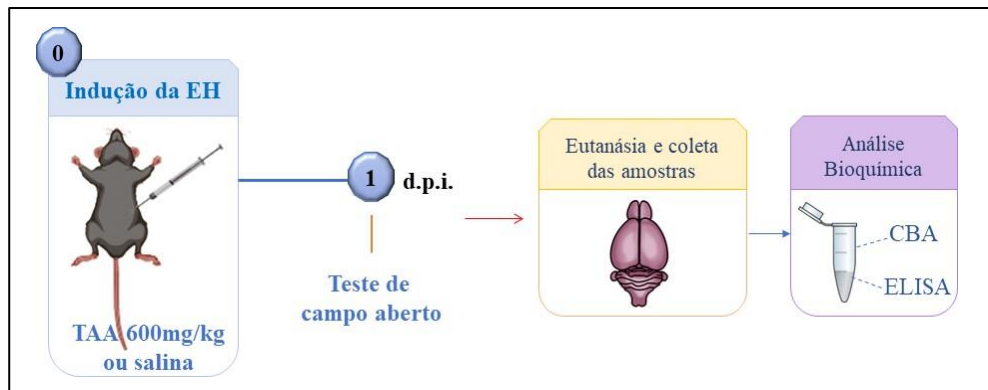 0
Indução da EH
TAA 600mg/kg
ou salina
1
d.p.i.
Teste de
campo aberto
Eutanásia e coleta
das amostras
Análise
Bioquímica
CBA
ELISA